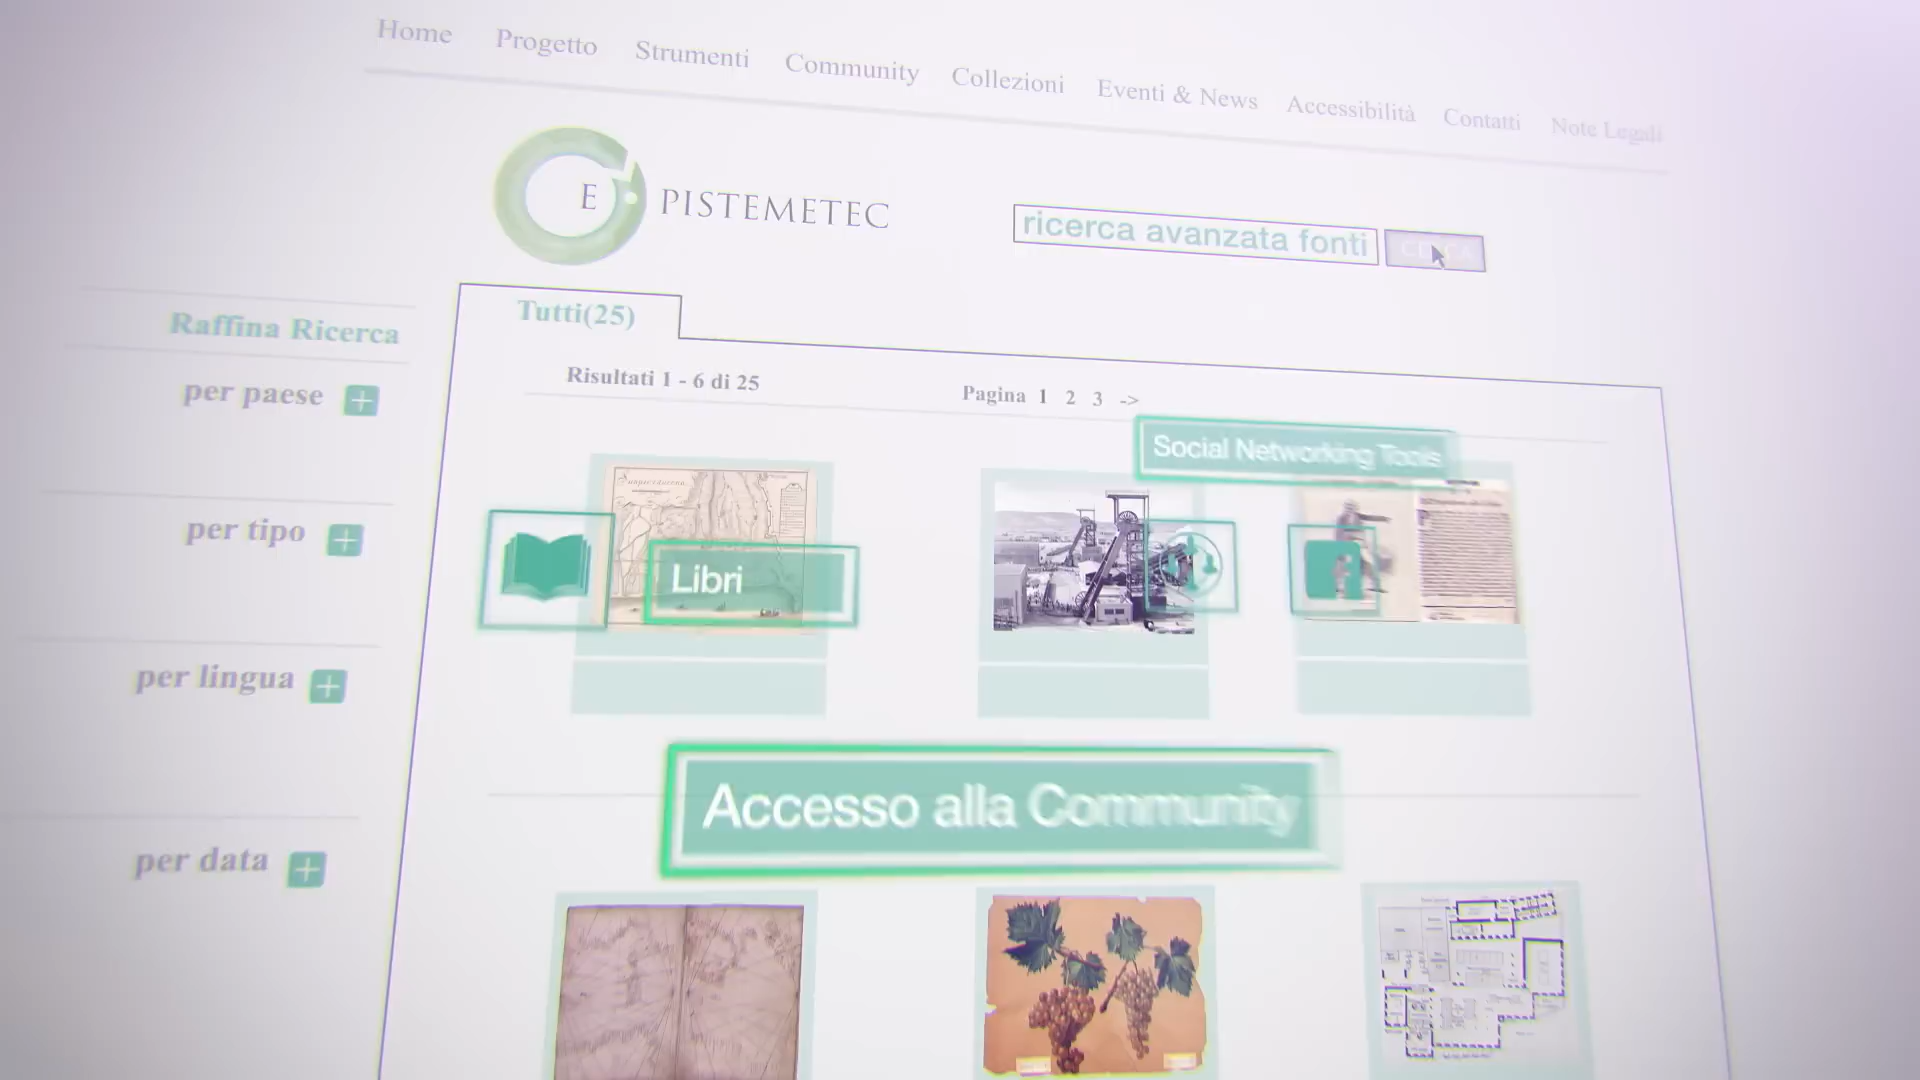 Home Progetto Strumenti Community Collezioni Eventi & News Accessibilità Contatti Note Legali
E PISTEMETEC
ricerca avanzata fonti
Tutti(25)
Raffina Ricerca
Risultati 1 - 6 di 25
Pagina 1 2 3 ->
per paese
Social Networking Tools
per tipo
Libri
per lingua
Accesso alla Community
per data